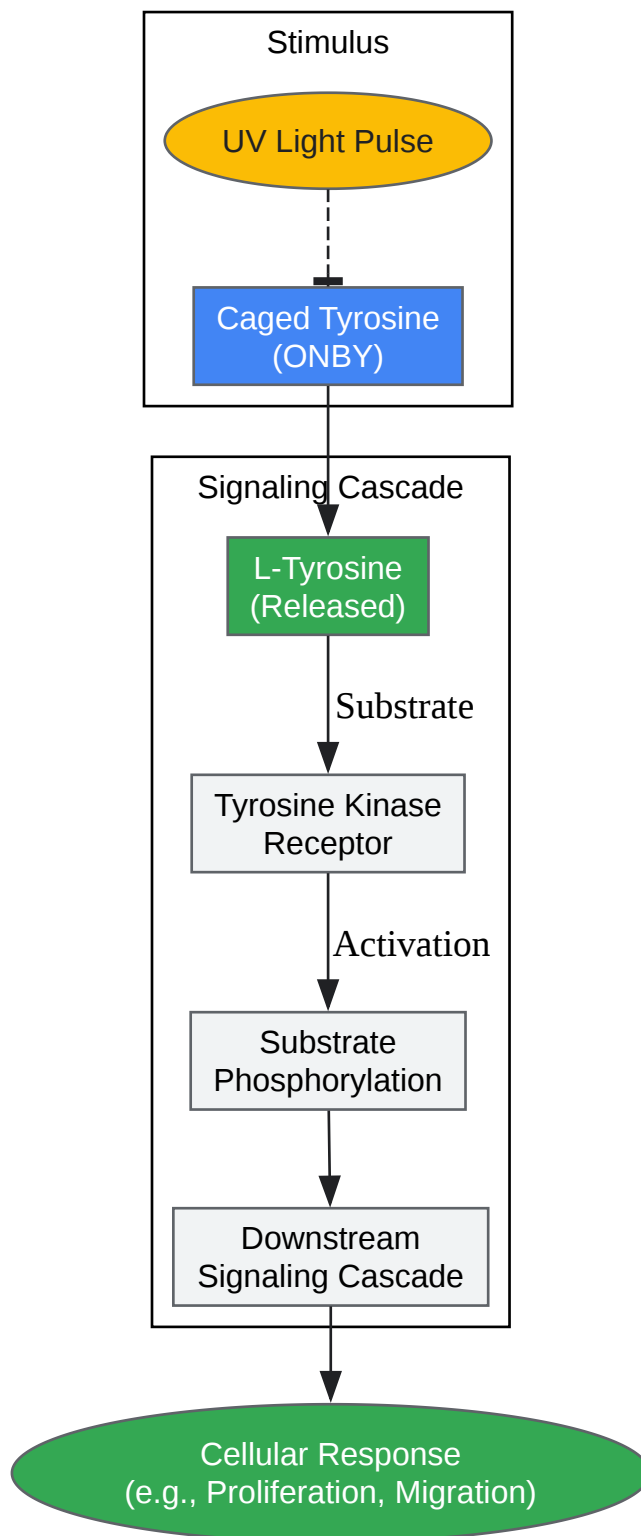 Stimulus
UV Light Pulse
Caged Tyrosine
(ONBY)
Signaling Cascade
L-Tyrosine
(Released)
Substrate
Tyrosine Kinase
Receptor
Activation
Substrate
Phosphorylation
Downstream
Signaling Cascade
Cellular Response
(e.g., Proliferation, Migration)